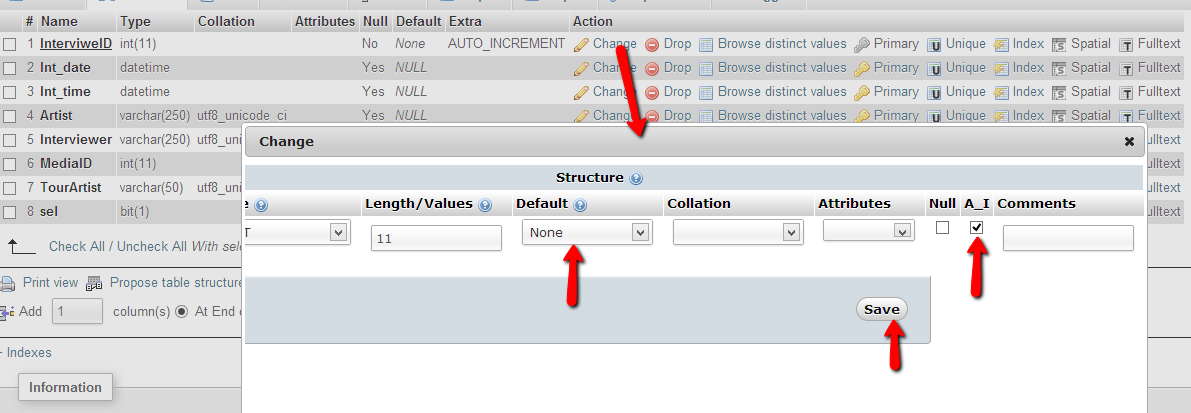 # Name Type Collation Attributes Null Default Extra Action
1 InterviweID int(11) No None AUTO_INCREMENT Change Drop Browse distinct values Primary Unique Index Spatial Fulltext
2 Int_date datetime Yes NULL Change Drop Browse distinct values Primary Unique Index Spatial Fulltext
3 Int_time datetime Yes NULL Change Drop Browse distinct values Primary Unique Index Spatial Fulltext
4 Artist varchar(250) utf8_unicode_ci Yes NULL Change Drop Browse distinct values Primary Unique Index Spatial Fulltext
5 Interviewer varchar(250) utf8_un
6 MediaID int(11)
7 TourArtist varchar(50) utf8_uni
8 sel bit(1)
Change
Structure
Length/Values Default Collation Attributes Null A_I Comments
T 11 None
Save
Check All / Uncheck All With sele
Print view Propose table structure
Add 1 column(s) At End
Indexes
Information